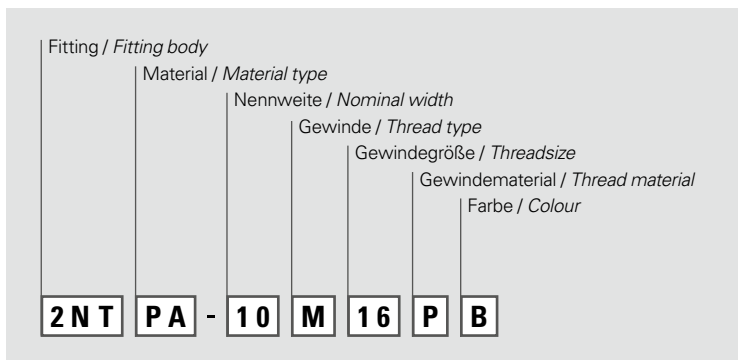 Fitting / Fitting body
Material / Material type
Nennweite / Nominal width
Gewinde / Thread type
Gewindegröße / Threadsize
Gewindematerial / Thread material
Farbe / Colour
2NT PA - 10 M 16 P B